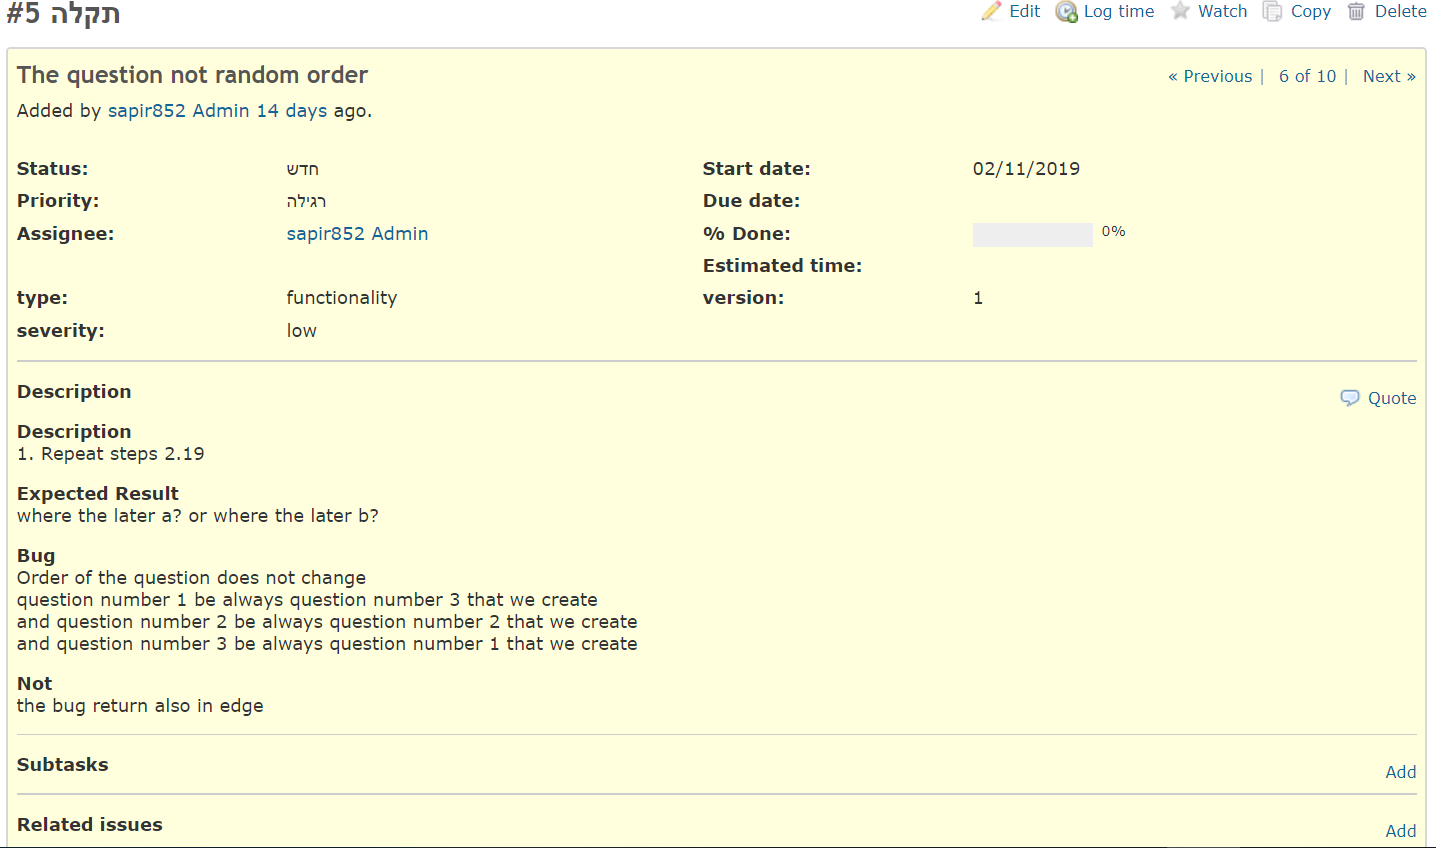 תקלה #5
Edit Log time Watch Copy Delete
The question not random order
« Previous | 6 of 10 | Next »
Added by sapir852 Admin 14 days ago.
Status: חדש Start date: 02/11/2019
Priority: רגילה Due date:
Assignee: sapir852 Admin % Done: 0%
Estimated time:
type: functionality version: 1
severity: low
Description
Quote
Description
1. Repeat steps 2.19
Expected Result
where the later a? or where the later b?
Bug
Order of the question does not change
question number 1 be always question number 3 that we create
and question number 2 be always question number 2 that we create
and question number 3 be always question number 1 that we create
Not
the bug return also in edge
Subtasks
Add
Related issues
Add